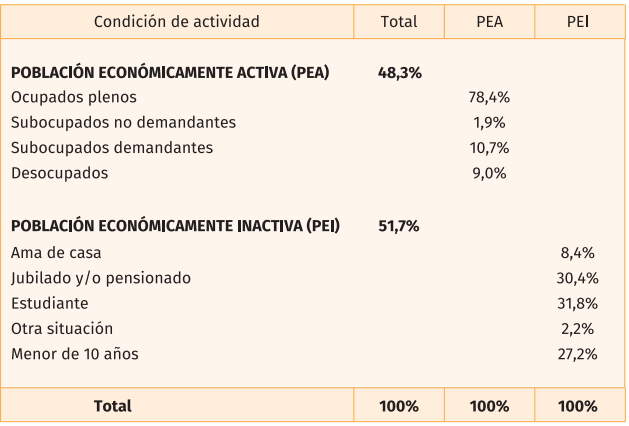 Condición de actividad Total PEA PEI
POBLACIÓN ECONÓMICAMENTE ACTIVA (PEA) 48,3%
Ocupados plenos 78,4%
Subocupados no demandantes 1,9%
Subocupados demandantes 10,7%
Desocupados 9,0%
POBLACIÓN ECONÓMICAMENTE INACTIVA (PEI) 51,7%
Ama de casa 8,4%
Jubilado y/o pensionado 30,4%
Estudiante 31,8%
Otra situación 2,2%
Menor de 10 años 27,2%
Total 100% 100% 100%